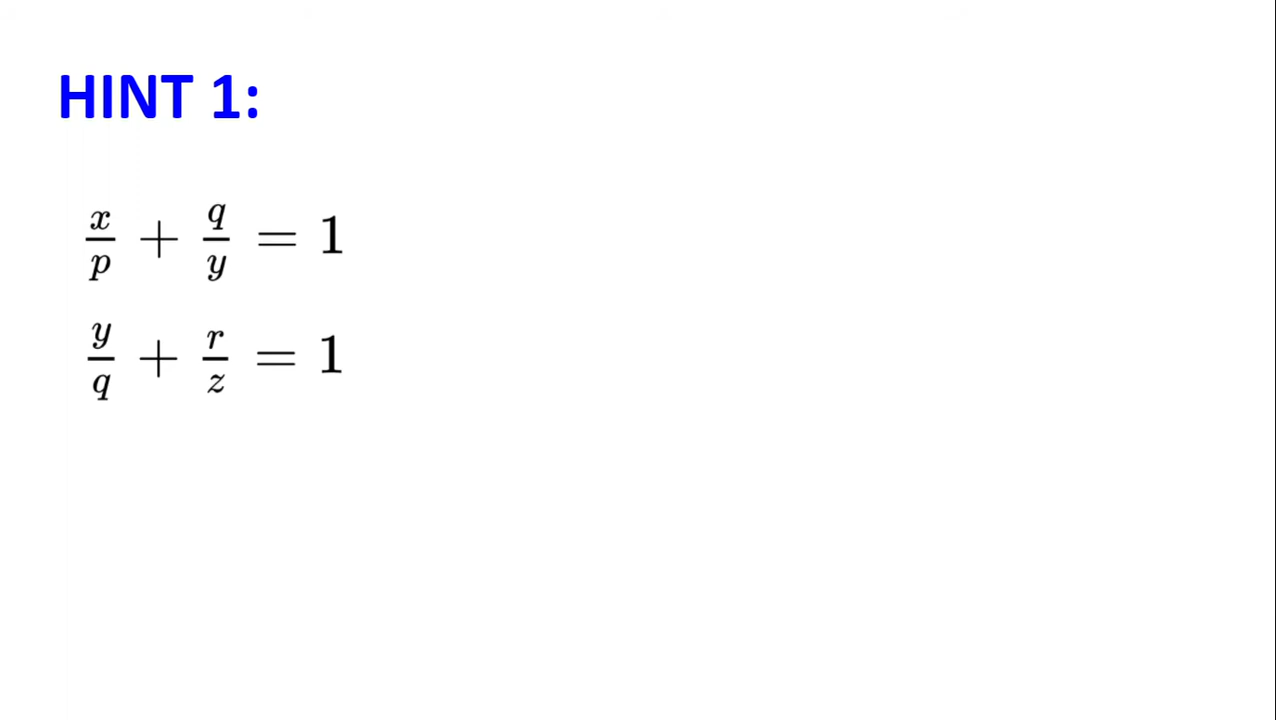 HINT 1:
x/p + q/y = 1
y/q + r/z = 1